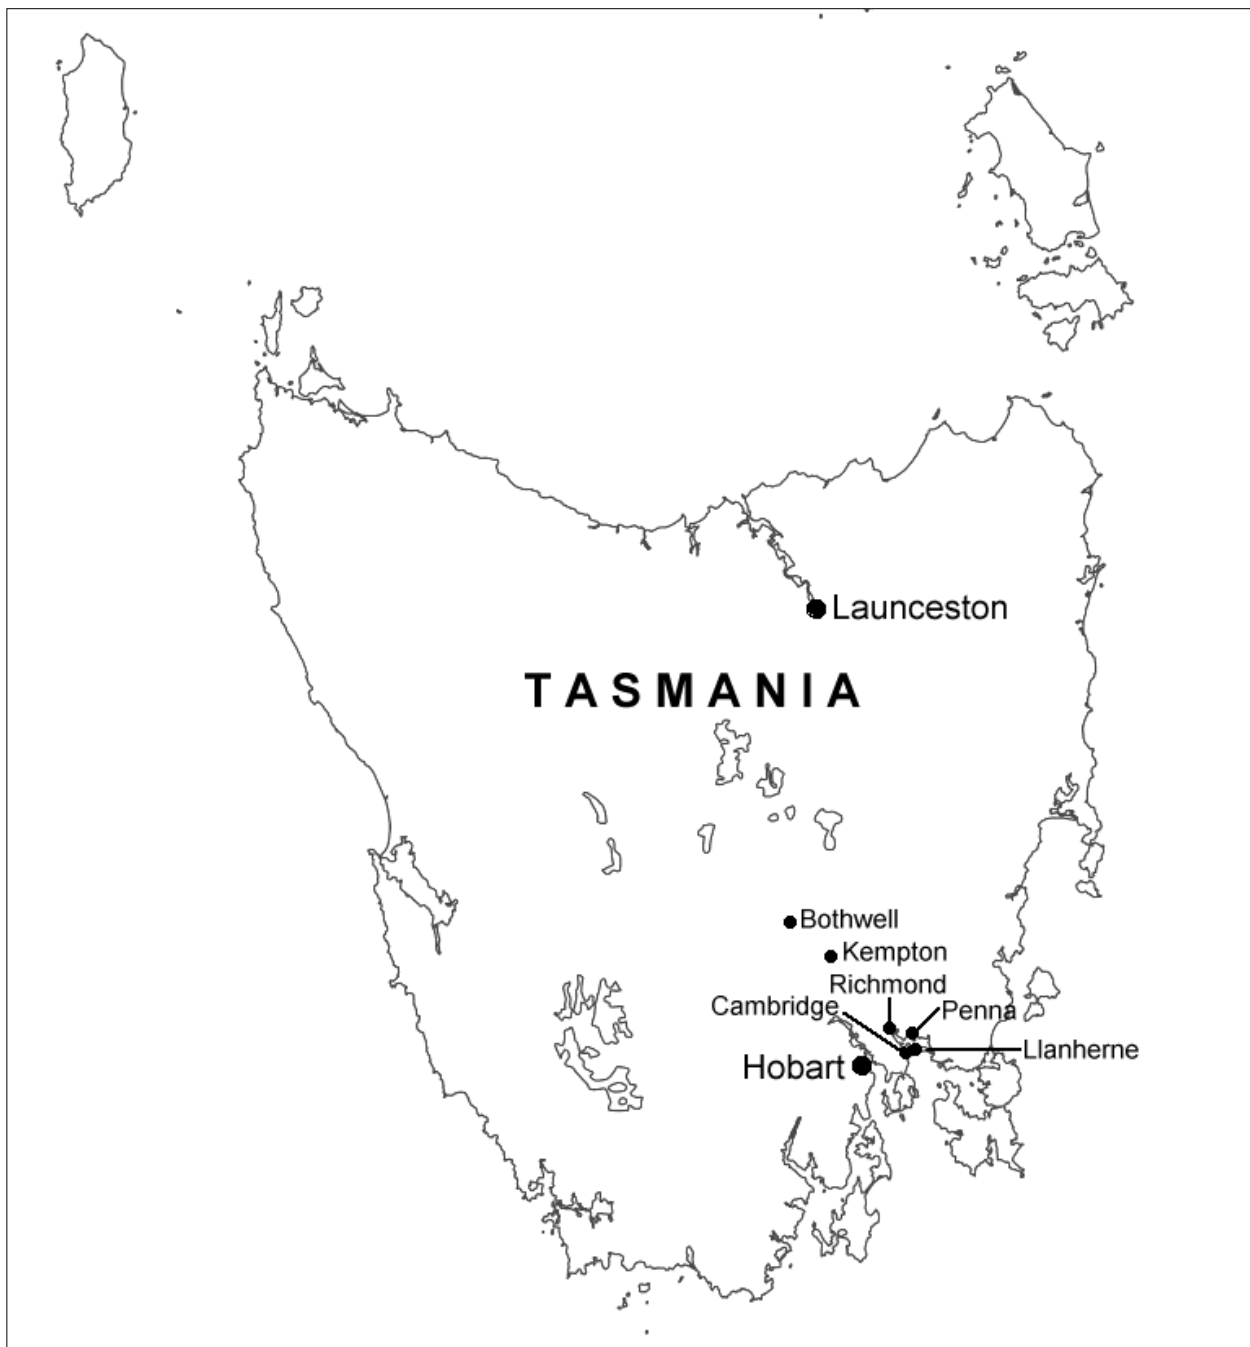 Launceston
TASMANIA
Bothwell
Kempton
Richmond
Cambridge
Penna
Llanherne
Hobart